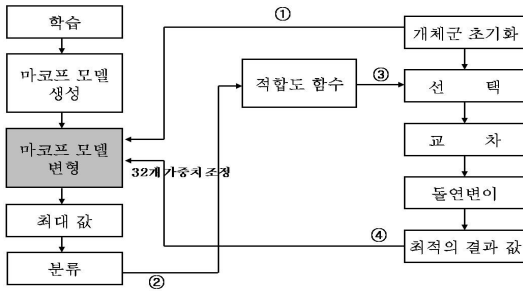 학습
마코프 모델
생성
마코프 모델
변형
최대 값
분류
①
②
적합도 함수
③
32개 가중치 조정
④
개체군 초기화
선 택
교 차
돌연변이
최적의 결과 값